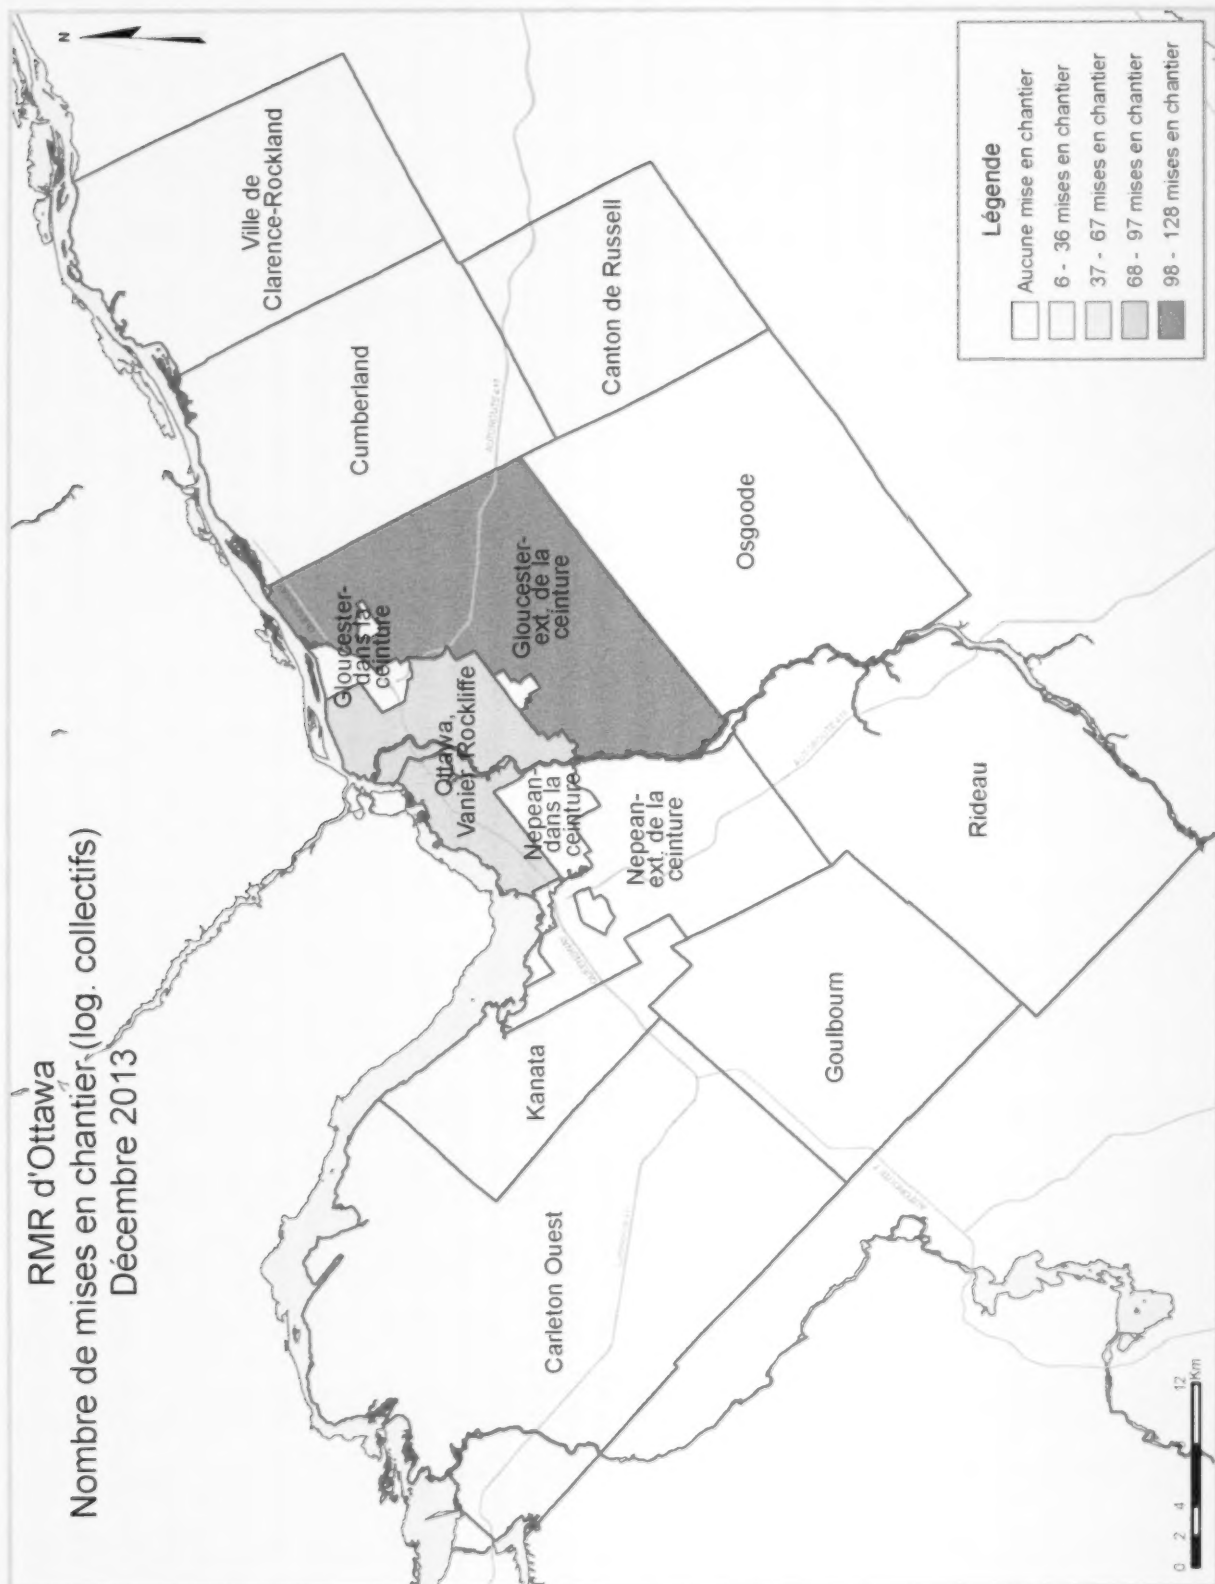 RMR d'Ottawa
Nombre de mises en chantier (log. collectifs)
Décembre 2013
N
Ville de
Clarence-Rockland
Cumberland
Canton de Russell
Gloucester-
dans la
ceinture
Gloucester-
ext. de la
ceinture
Osgoode
Ottawa,
Vanier, Rockliffe
Nepean-
dans la
ceinture
Nepean-
ext. de la
ceinture
Rideau
Kanata
Goulbourn
Carleton Ouest
AUTOROUTE 417
AUTOROUTE 7
Légende
Aucune mise en chantier
6 - 36 mises en chantier
37 - 67 mises en chantier
68 - 97 mises en chantier
98 - 128 mises en chantier
0 2 4 12
Km